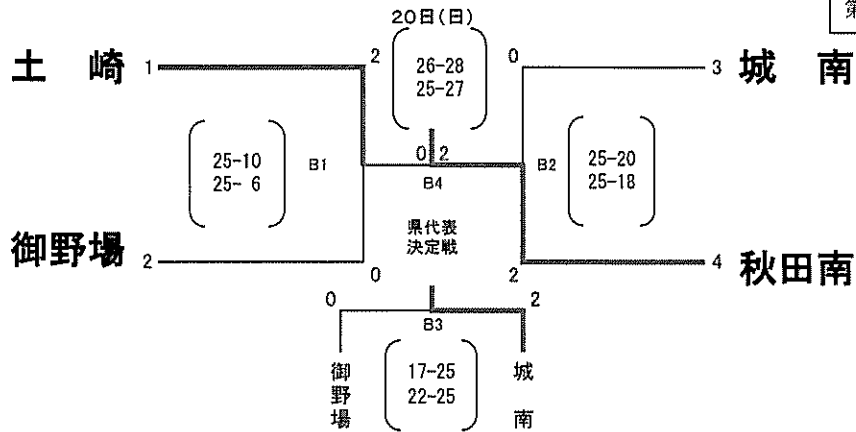 20日(日)
第
土　崎 1 2 26-28 0 3 城　南
25-27
25-10 B1 0 2 B2 25-20
25- 6 B4 25-18
県代表
決定戦
御野場 2 0 2 4 秋田南
0 B3 2
御野場 17-25 城南
22-25